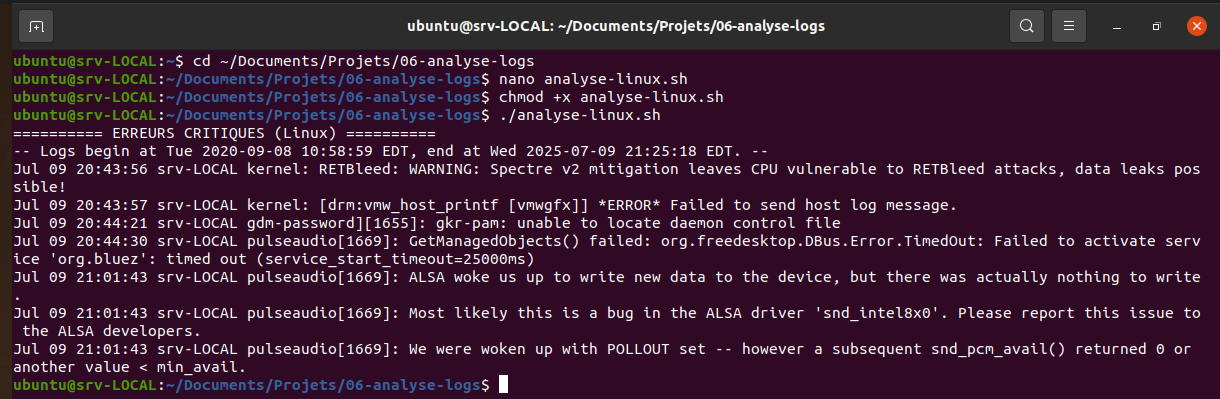 ubuntu@srv-LOCAL: ~/Documents/Projets/06-analyse-logs
ubuntu@srv-LOCAL:~$ cd ~/Documents/Projets/06-analyse-logs
ubuntu@srv-LOCAL:~/Documents/Projets/06-analyse-logs$ nano analyse-linux.sh
ubuntu@srv-LOCAL:~/Documents/Projets/06-analyse-logs$ chmod +x analyse-linux.sh
ubuntu@srv-LOCAL:~/Documents/Projets/06-analyse-logs$ ./analyse-linux.sh
========== ERREURS CRITIQUES (Linux) ==========
-- Logs begin at Tue 2020-09-08 10:58:59 EDT, end at Wed 2025-07-09 21:25:18 EDT. --
Jul 09 20:43:56 srv-LOCAL kernel: RETBleed: WARNING: Spectre v2 mitigation leaves CPU vulnerable to RETBleed attacks, data leaks pos
sible!
Jul 09 20:43:57 srv-LOCAL kernel: [drm:vmw_host_printf [vmwgfx]] *ERROR* Failed to send host log message.
Jul 09 20:44:21 srv-LOCAL gdm-password][1655]: gkr-pam: unable to locate daemon control file
Jul 09 20:44:30 srv-LOCAL pulseaudio[1669]: GetManagedObjects() failed: org.freedesktop.DBus.Error.TimedOut: Failed to activate serv
ice 'org.bluez': timed out (service_start_timeout=25000ms)
Jul 09 21:01:43 srv-LOCAL pulseaudio[1669]: ALSA woke us up to write new data to the device, but there was actually nothing to write
.
Jul 09 21:01:43 srv-LOCAL pulseaudio[1669]: Most likely this is a bug in the ALSA driver 'snd_intel8x0'. Please report this issue to
 the ALSA developers.
Jul 09 21:01:43 srv-LOCAL pulseaudio[1669]: We were woken up with POLLOUT set -- however a subsequent snd_pcm_avail() returned 0 or
another value < min_avail.
ubuntu@srv-LOCAL:~/Documents/Projets/06-analyse-logs$